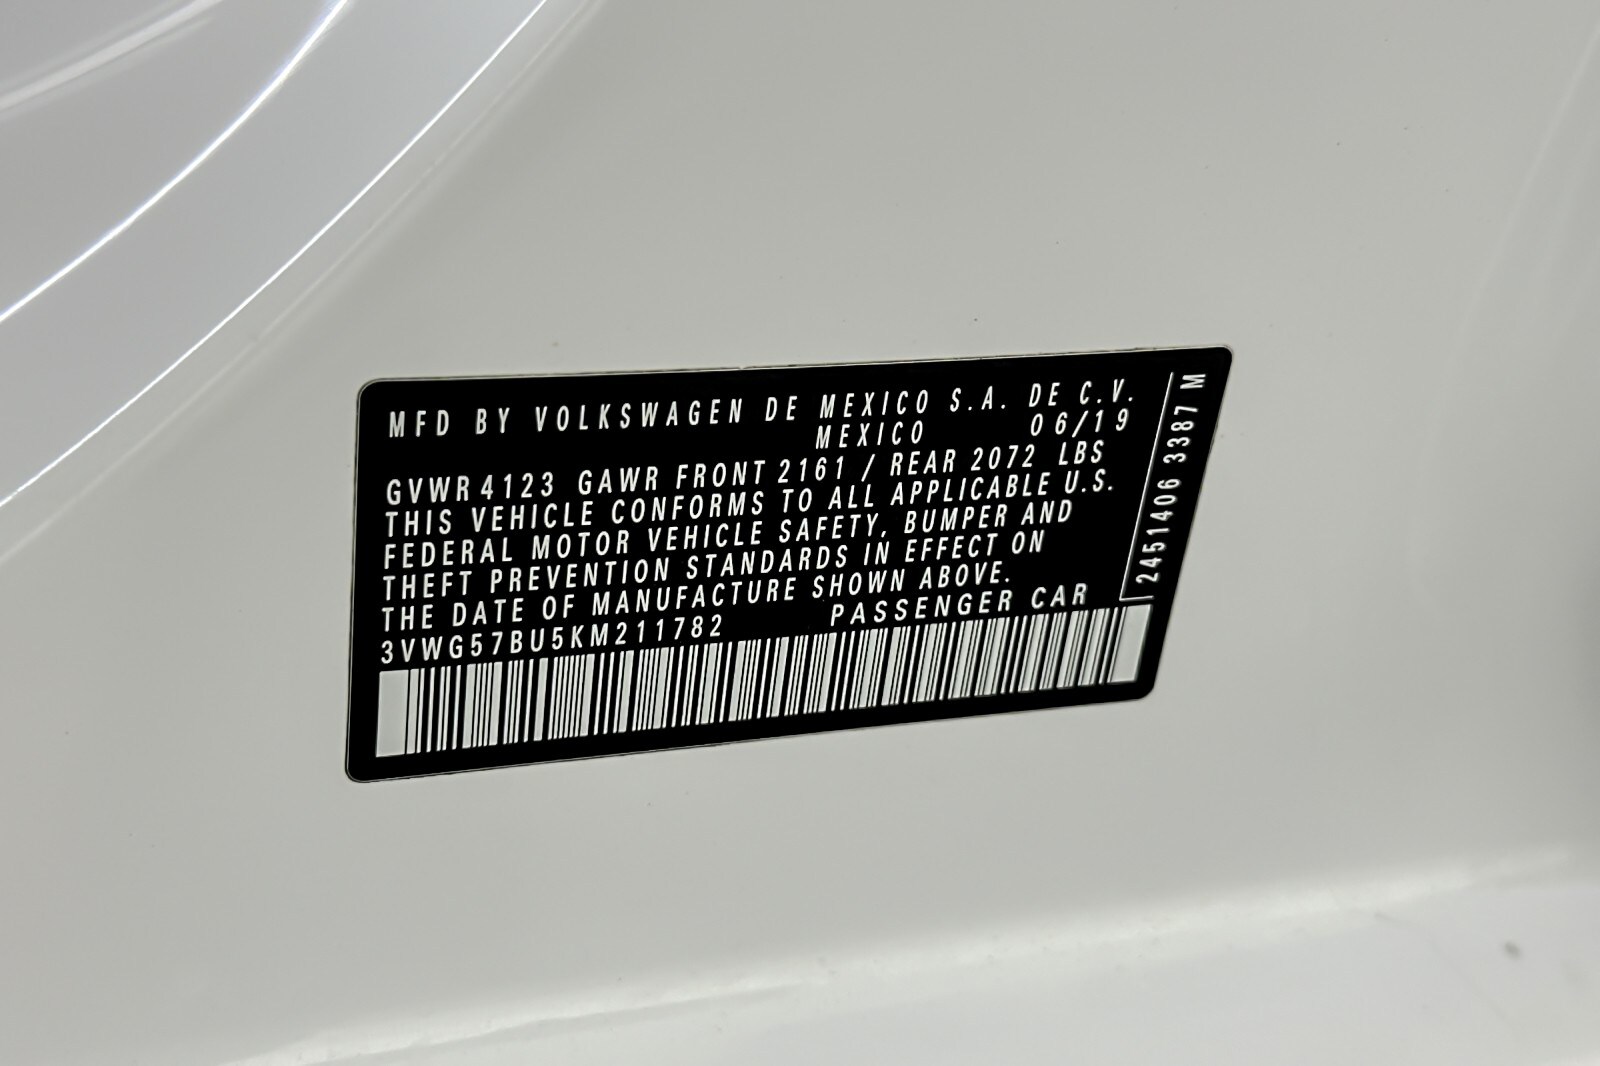 MFD BY VOLKSWAGEN DE MEXICO S.A. DE C.V.
MEXICO 06/19
GVWR 4123 GAWR FRONT 2161 / REAR 2072 LBS
THIS VEHICLE CONFORMS TO ALL APPLICABLE U.S.
FEDERAL MOTOR VEHICLE SAFETY, BUMPER AND
THEFT PREVENTION STANDARDS IN EFFECT ON
THE DATE OF MANUFACTURE SHOWN ABOVE.
3VWG57BU5KM211782 PASSENGER CAR
2451406 3387 M